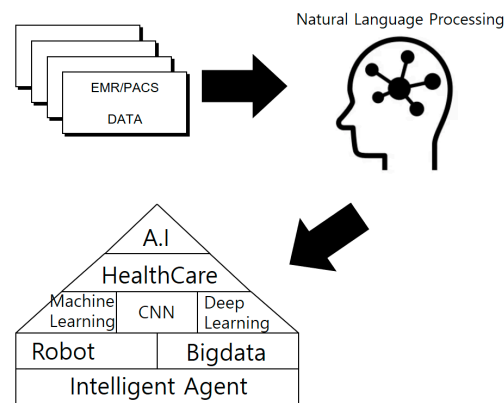 Natural Language Processing
EMR/PACS
DATA
A.I
HealthCare
Machine
Learning
CNN
Deep
Learning
Robot
Bigdata
Intelligent Agent